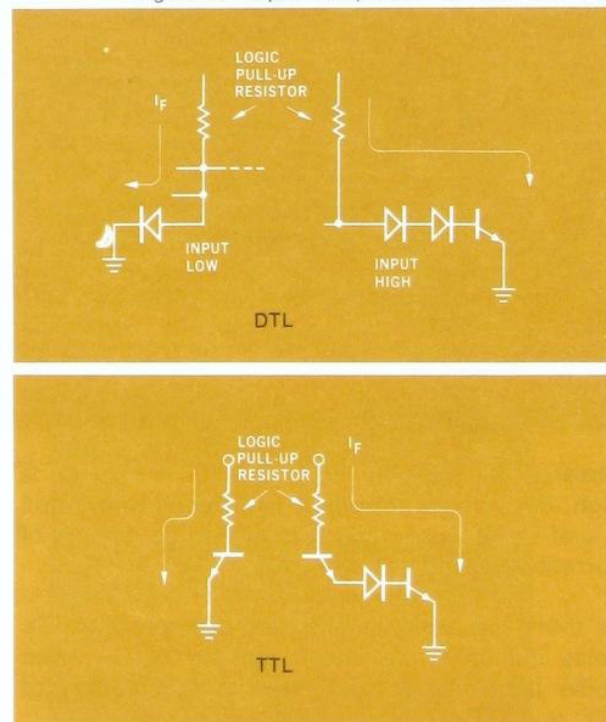 LOGIC
PULL-UP
RESISTOR
I_F
INPUT
LOW
INPUT
HIGH
DTL
LOGIC
PULL-UP
RESISTOR
I_F
TTL